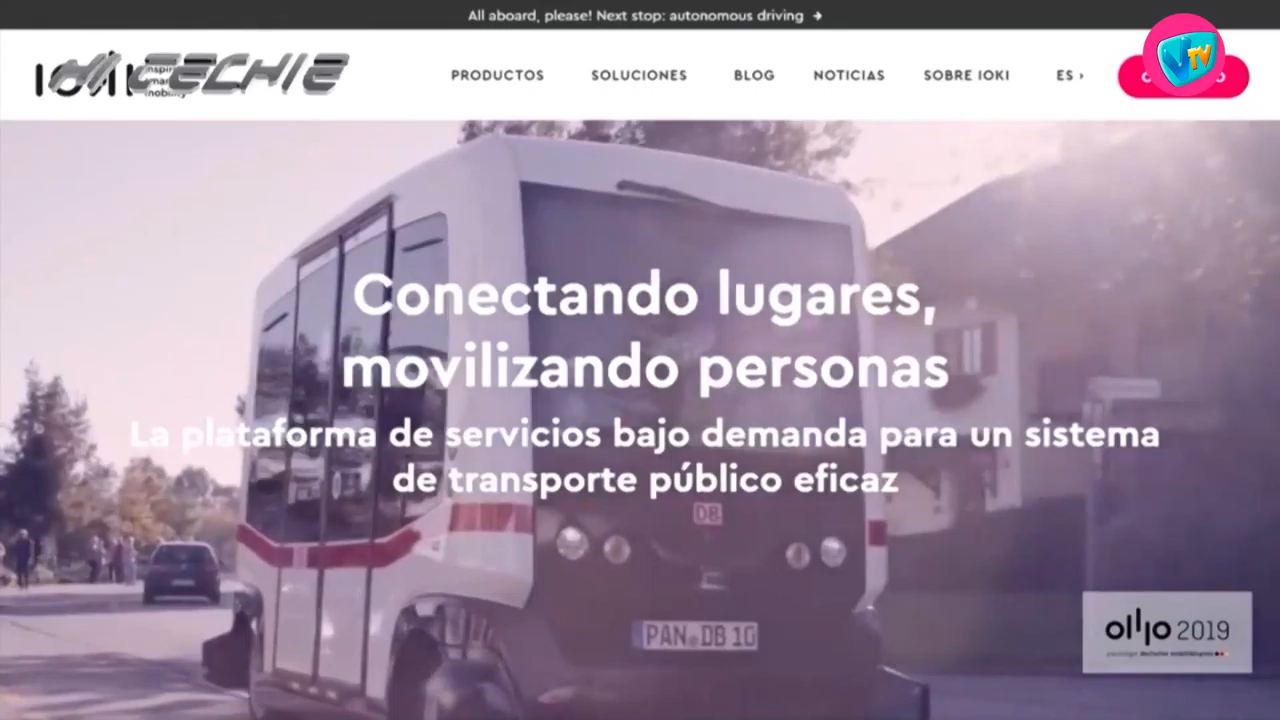 All aboard, please! Next stop: autonomous driving →
PRODUCTOS SOLUCIONES BLOG NOTICIAS SOBRE IOKI ES ›
TV
Conectando lugares,
movilizando personas
La plataforma de servicios bajo demanda para un sistema
de transporte público eficaz
DB
PAN DB 10
2019